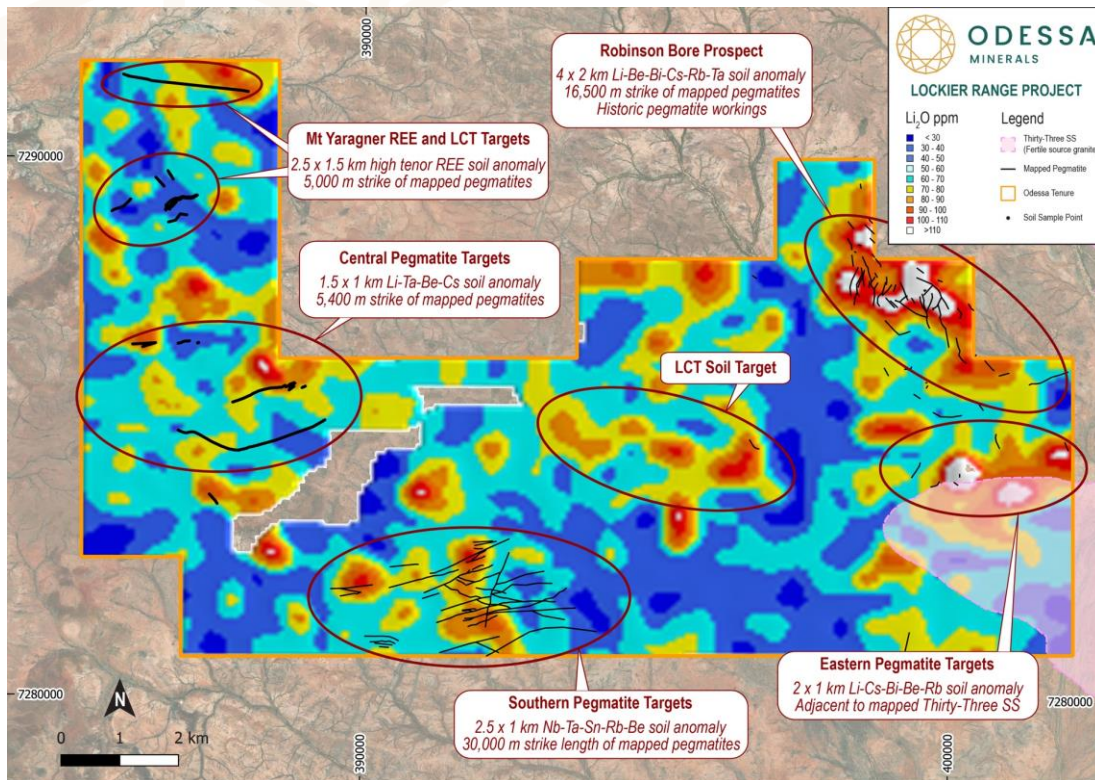 390000
Robinson Bore Prospect
4 x 2 km Li-Be-Bi-Cs-Rb-Ta soil anomaly
16,500 m strike of mapped pegmatites
Historic pegmatite workings
ODESSA
MINERALS
LOCKIER RANGE PROJECT
Li₂O ppm
< 30
30 - 40
40 - 50
50 - 60
60 - 70
70 - 80
80 - 90
90 - 100
100 - 110
>110
Legend
Thirty-Three SS
(Fertile source granite)
Mapped Pegmatite
Odessa Tenure
Soil Sample Point
7290000
Mt Yaragner REE and LCT Targets
2.5 x 1.5 km high tenor REE soil anomaly
5,000 m strike of mapped pegmatites
Central Pegmatite Targets
1.5 x 1 km Li-Ta-Be-Cs soil anomaly
5,400 m strike of mapped pegmatites
LCT Soil Target
Eastern Pegmatite Targets
2 x 1 km Li-Cs-Bi-Be-Rb soil anomaly
Adjacent to mapped Thirty-Three SS
Southern Pegmatite Targets
2.5 x 1 km Nb-Ta-Sn-Rb-Be soil anomaly
30,000 m strike length of mapped pegmatites
7280000
7280000
N
0 1 2 km
390000
400000